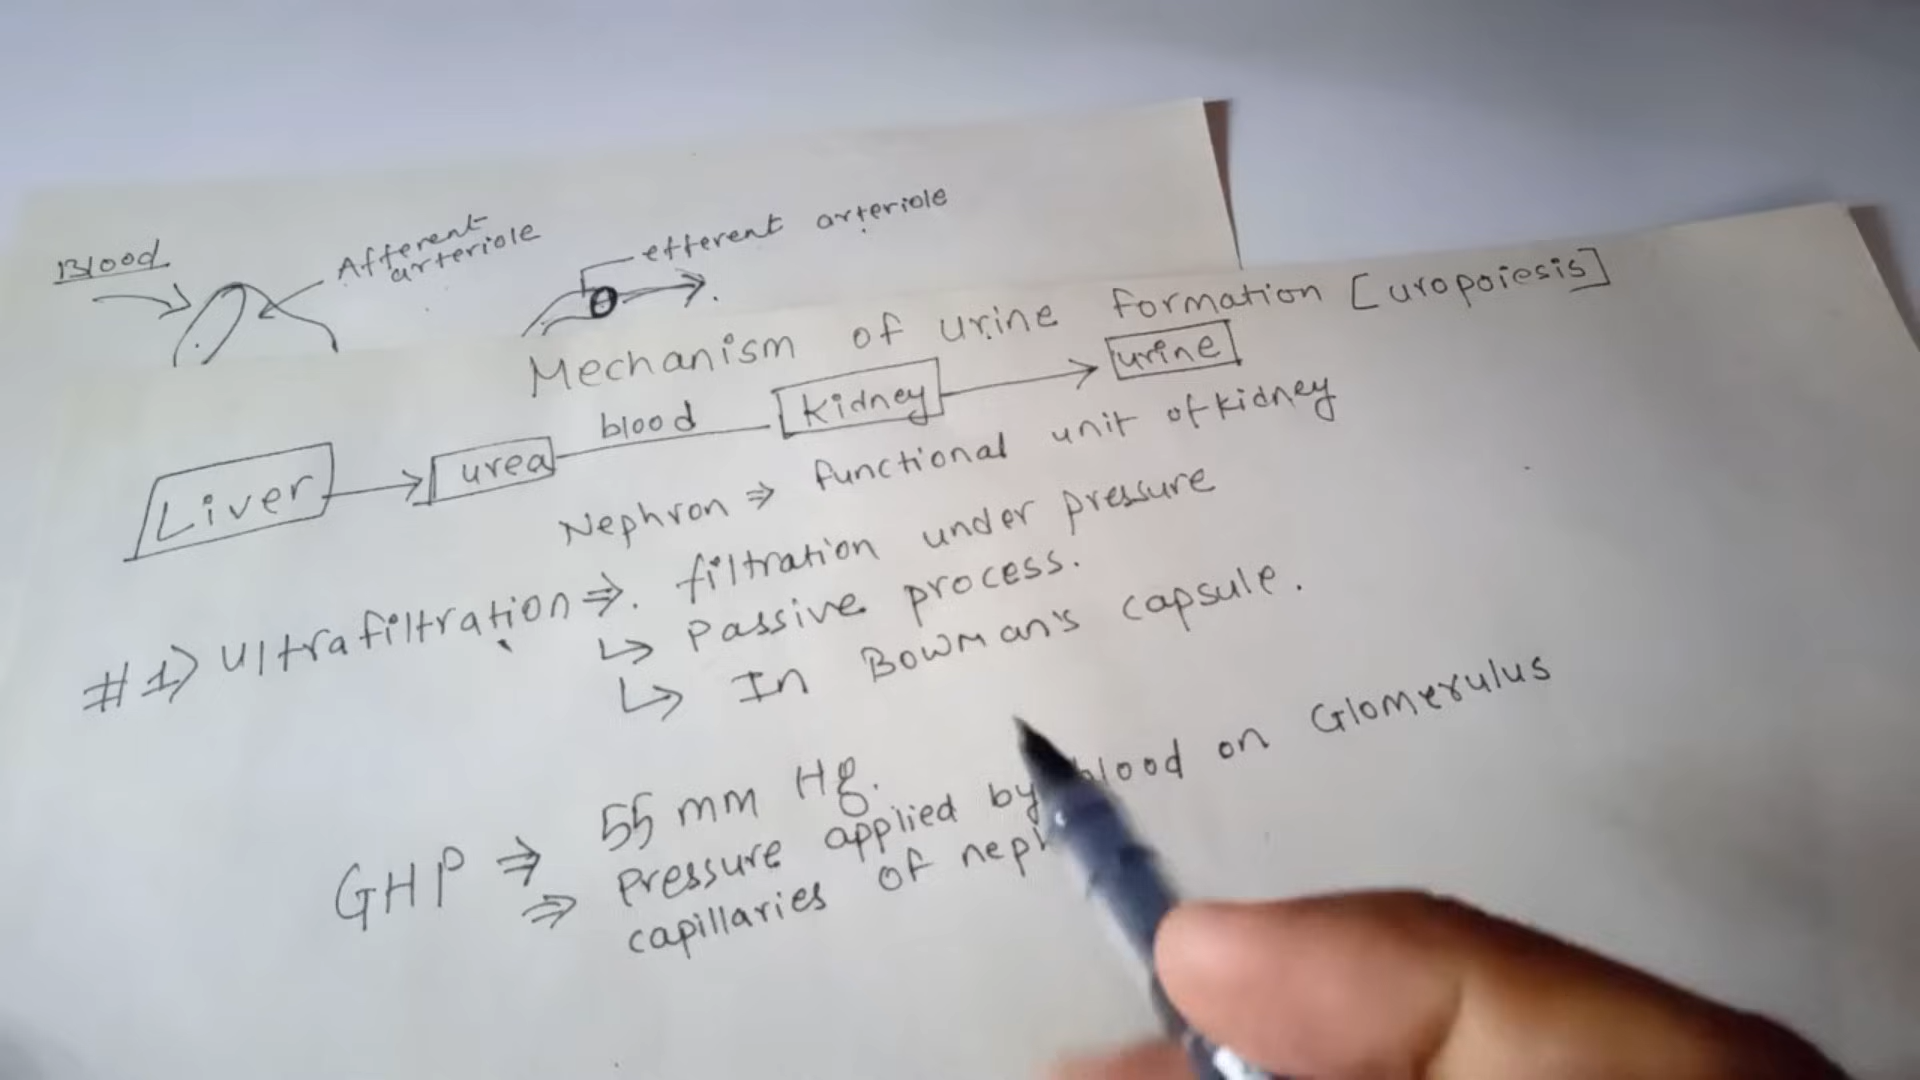 Blood
Afferent
arteriole
efferent arteriole
Mechanism of urine formation [uropoiesis]
Liver urea blood Kidney urine
Nephron ⇒ functional unit of kidney
#1) Ultrafiltration ⇒. filtration under pressure
↳ Passive process.
↳ In Bowman's capsule.
GHP ⇒ 55 mm Hg.
⇒ Pressure applied by blood on Glomerulus
capillaries of